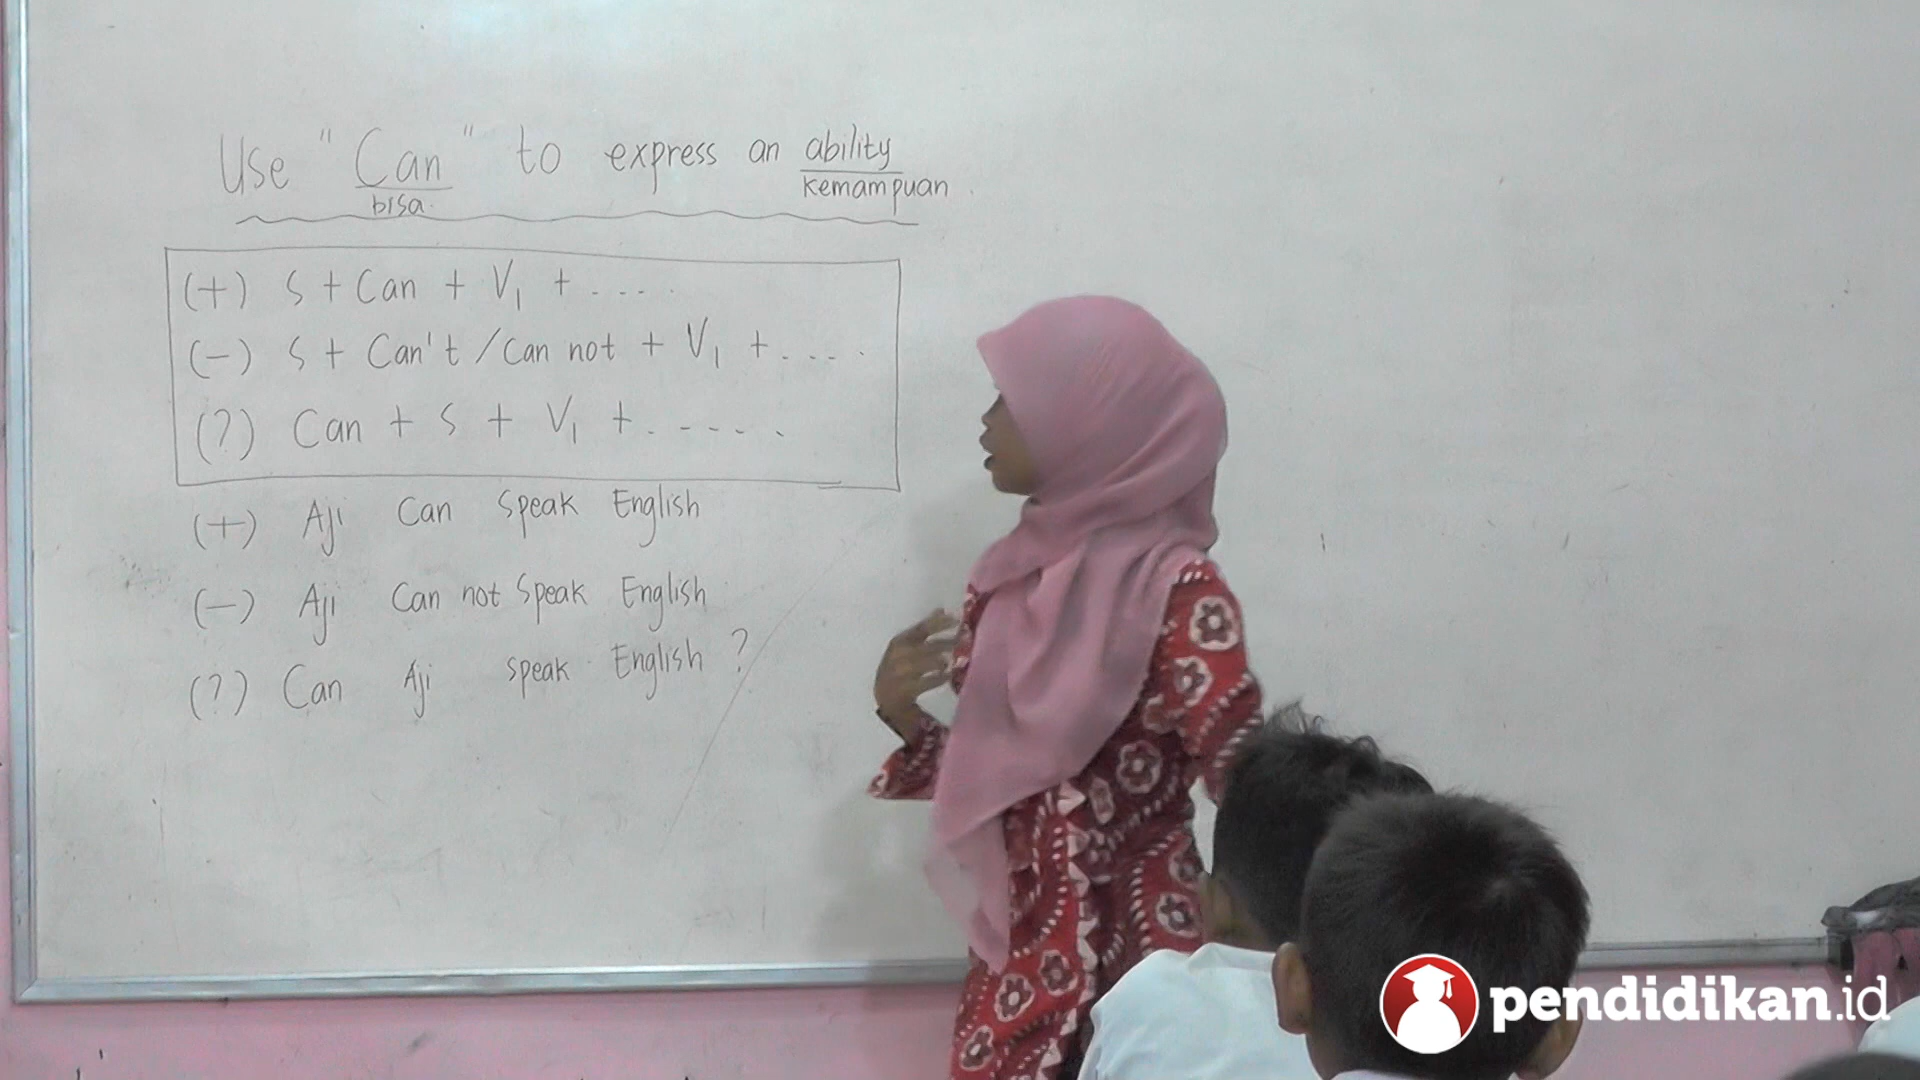 Use "Can" to express an ability
bisa. kemampuan.
(+) S + Can + V1 + ....
(-) S + Can't / Can not + V1 + ....
(?) Can + S + V1 + .....
(+) Aji Can Speak English
(-) Aji Can not Speak English
(?) Can Aji speak English ?
pendidikan.id